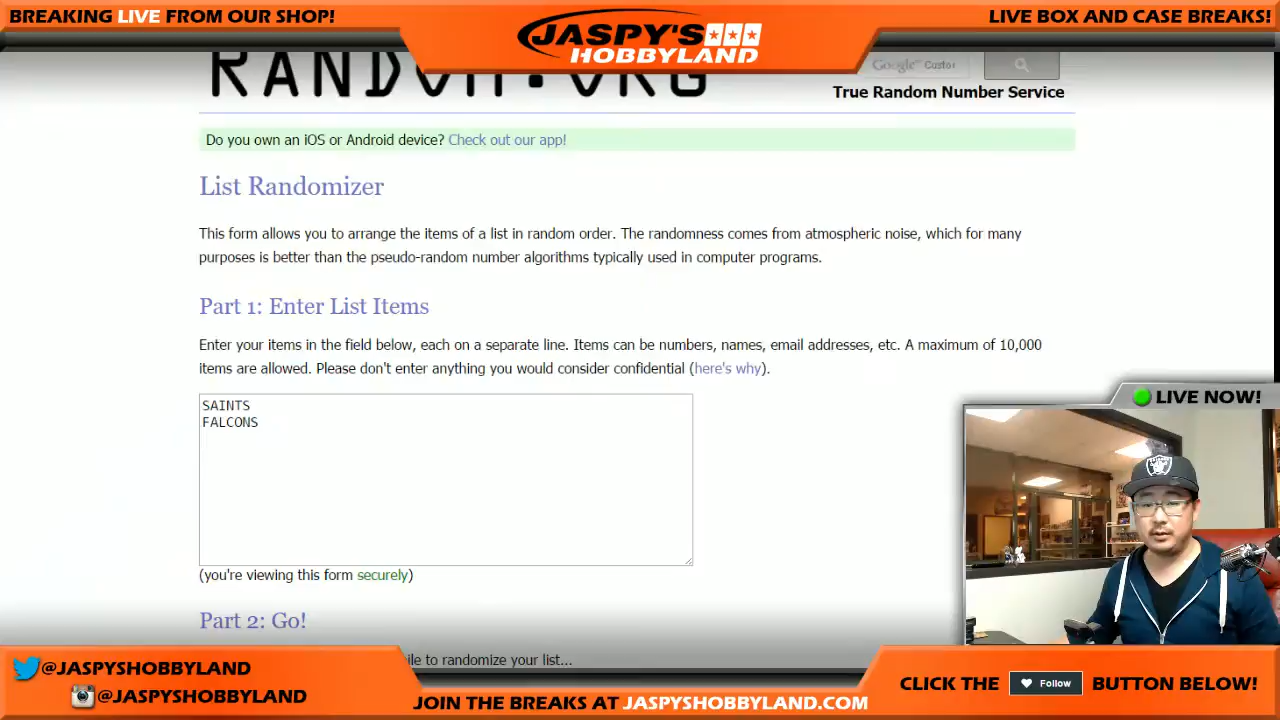 BREAKING LIVE FROM OUR SHOP!
JASPY'S
HOBBYLAND
LIVE BOX AND CASE BREAKS!
RANDOM.ORG
Google™ Custo
True Random Number Service
Do you own an iOS or Android device? Check out our app!
List Randomizer
This form allows you to arrange the items of a list in random order. The randomness comes from atmospheric noise, which for many
purposes is better than the pseudo-random number algorithms typically used in computer programs.
Part 1: Enter List Items
Enter your items in the field below, each on a separate line. Items can be numbers, names, email addresses, etc. A maximum of 10,000
items are allowed. Please don't enter anything you would consider confidential (here's why).
SAINTS
FALCONS
LIVE NOW!
(you're viewing this form securely)
Part 2: Go!
to randomize your list...
@JASPYSHOBBYLAND
@JASPYSHOBBYLAND
JOIN THE BREAKS AT JASPYSHOBBYLAND.COM
CLICK THE Follow BUTTON BELOW!